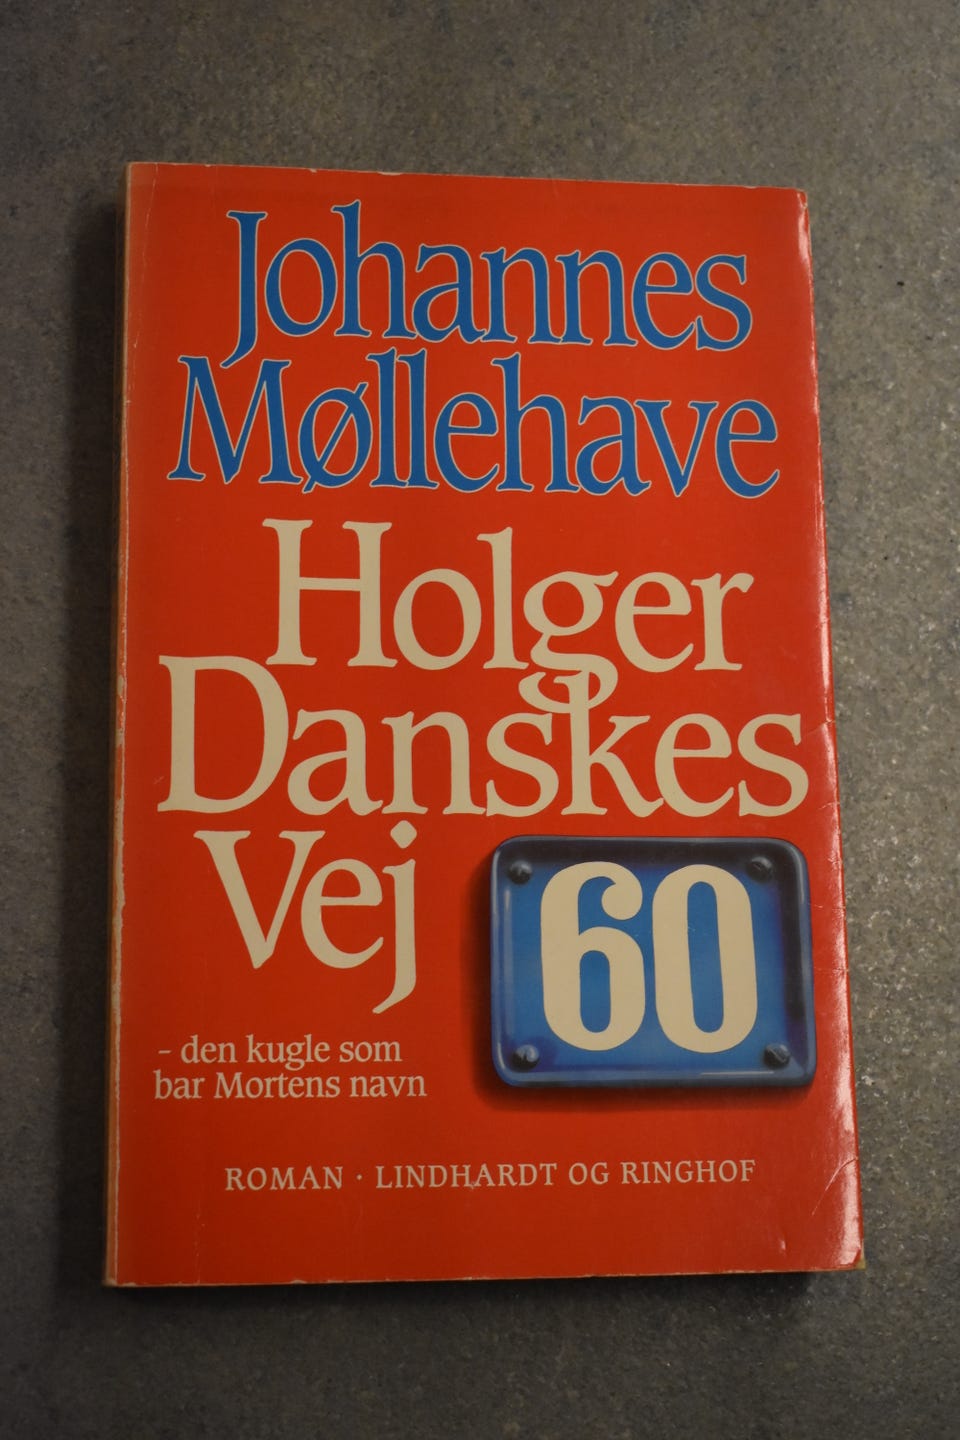 Johannes
Møllehave
Holger
Danskes
Vej
60
– den kugle som
bar Mortens navn
ROMAN · LINDHARDT OG RINGHOF